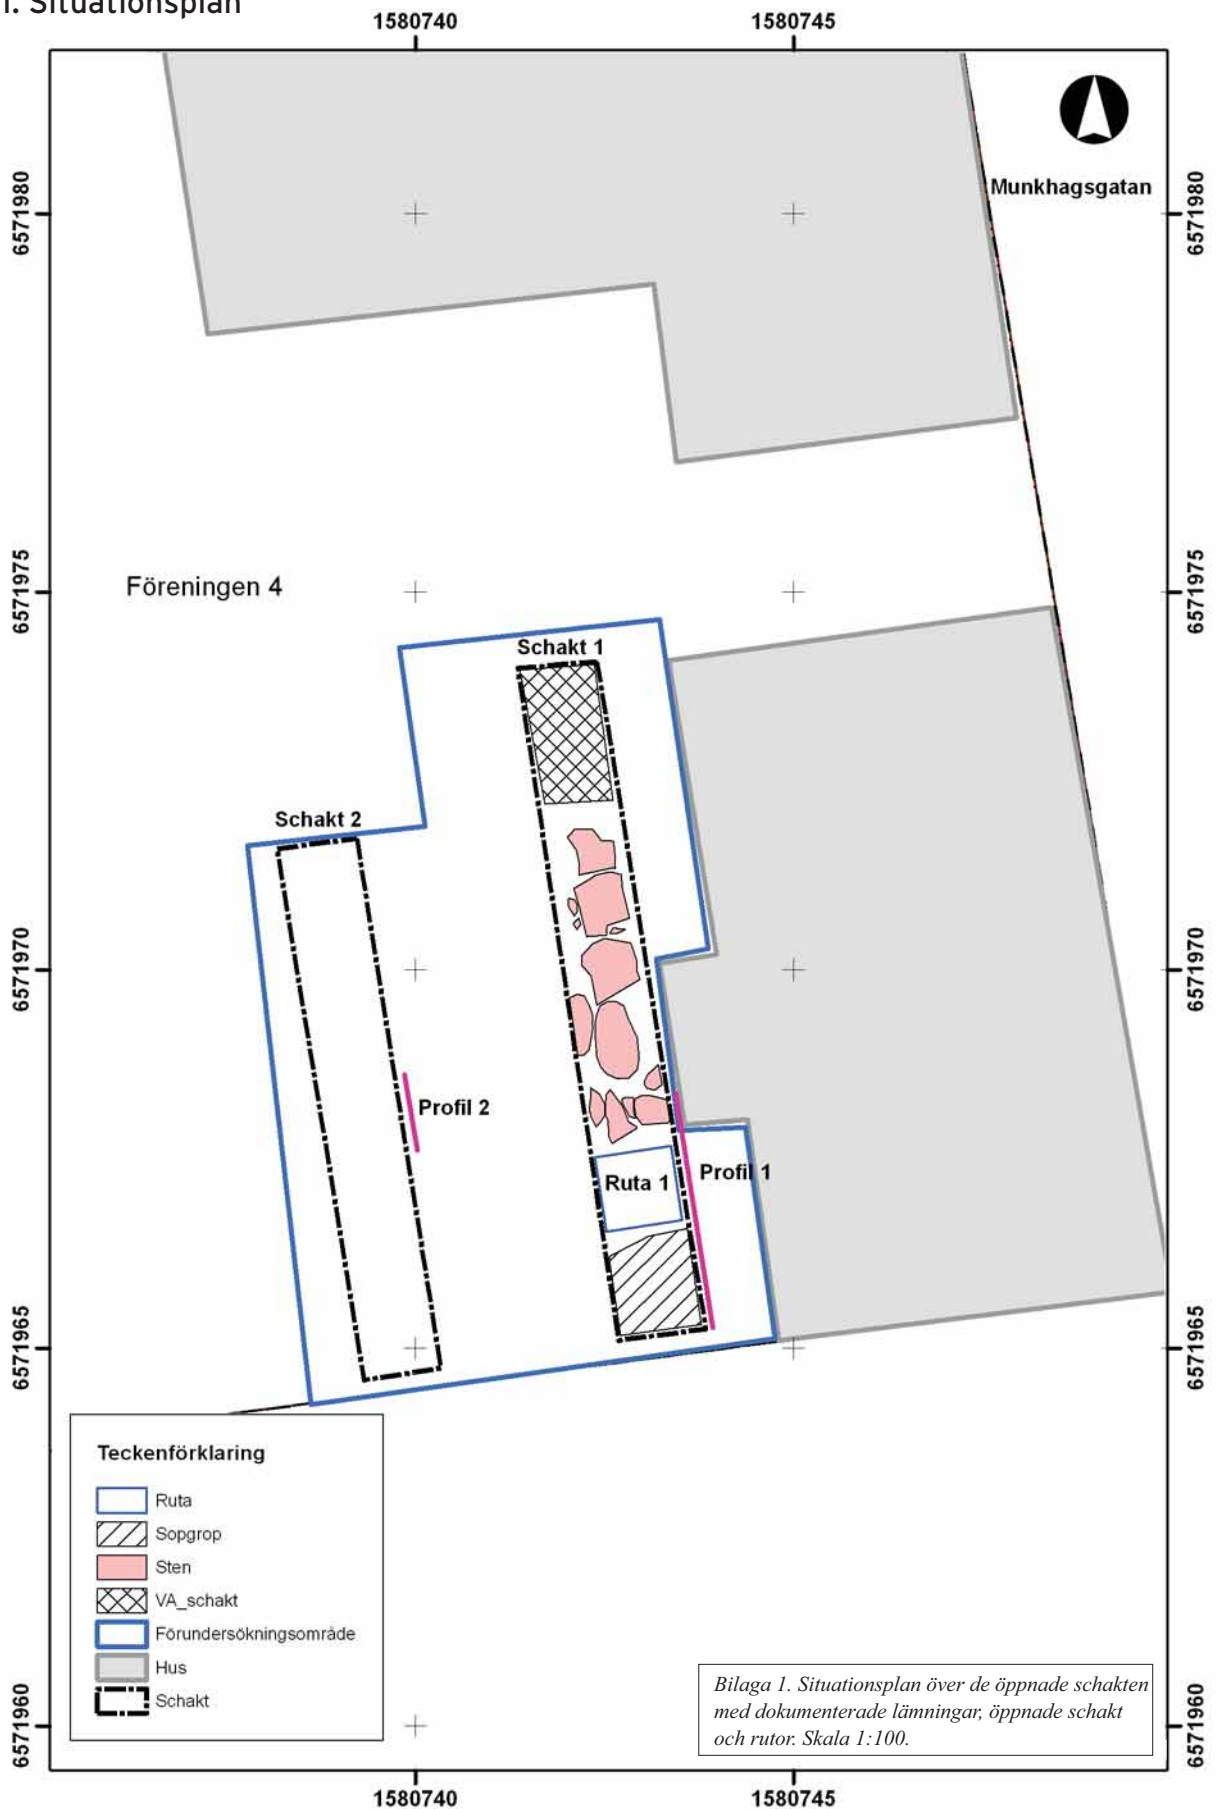 1. Situationsplan
1580740
1580745
Munkhagsgatan
6571980
6571980
6571975
6571975
Föreningen 4
Schakt 1
Schakt 2
6571970
6571970
Profil 2
Profil 1
Ruta 1
6571965
6571965
Teckenförklaring
Ruta
Sopgrop
Sten
VA_schakt
Förundersökningsområde
Hus
Schakt
Bilaga 1. Situationsplan över de öppnade schakten
med dokumenterade lämningar, öppnade schakt
och rutor. Skala 1:100.
6571960
6571960
1580740
1580745